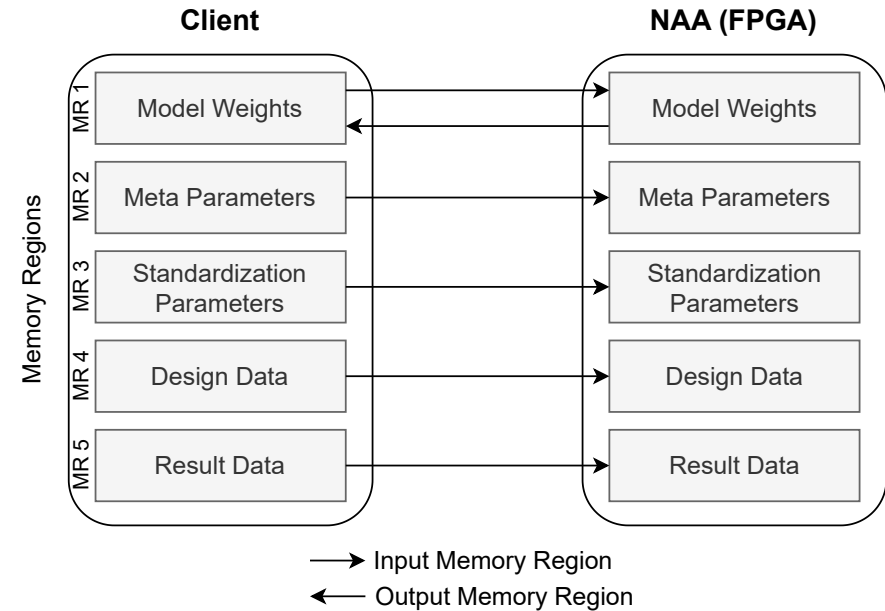 Client
NAA (FPGA)
Memory Regions
MR 1
Model Weights
Model Weights
MR 2
Meta Parameters
Meta Parameters
MR 3
Standardization
Parameters
Standardization
Parameters
MR 4
Design Data
Design Data
MR 5
Result Data
Result Data
Input Memory Region
Output Memory Region